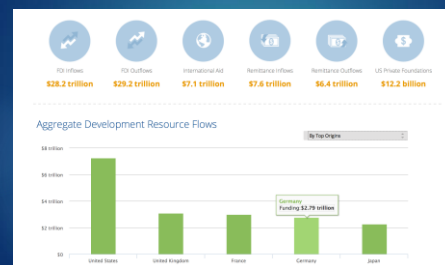 FDI Inflows
FDI Outflows
International Aid
Remittance Inflows
Remittance Outflows
US Private Foundations
$28.2 trillion
$29.2 trillion
$7.1 trillion
$7.6 trillion
$6.4 trillion
$12.2 billion
Aggregate Development Resource Flows
By Top Origins
$8 trillion
$6 trillion
$4 trillion
$2 trillion
$0
Germany
Funding $2.79 trillion
United States
United Kingdom
France
Germany
Japan